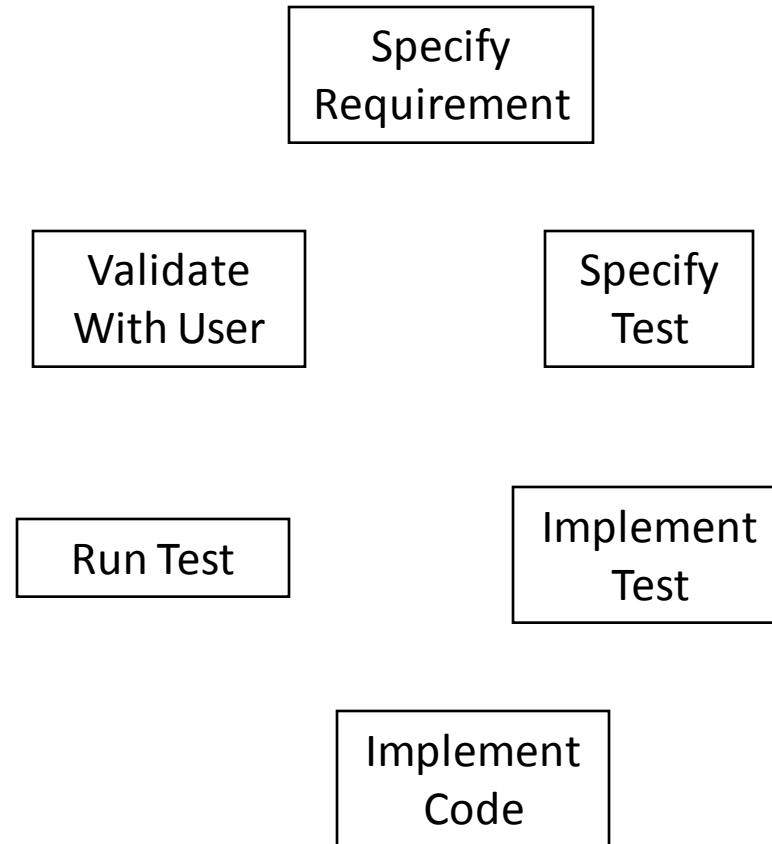 Specify
Requirement
Validate
With User
Specify
Test
Run Test
Implement
Test
Implement
Code